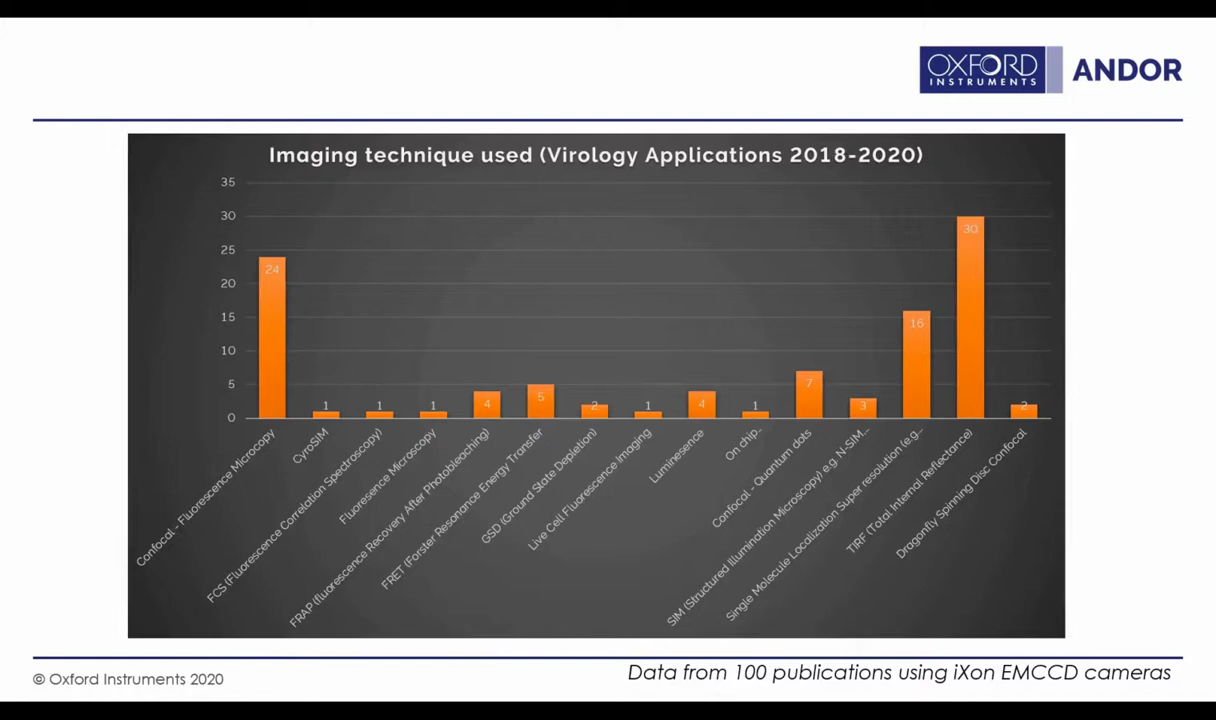 OXFORD
INSTRUMENTS
ANDOR
Imaging technique used (Virology Applications 2018-2020)
35
30
25
20
15
10
5
0
24
1
1
1
4
5
2
1
4
1
7
3
16
30
2
Confocal - Fluorescence Microcopy
CyroSIM
FCS (Fluorescence Correlation Spectroscopy)
Fluoresence Microscopy
FRAP (fluorescence Recovery After Photobleaching)
FRET (Forster Resonance Energy Transfer
GSD (Ground State Depletion)
Live Cell Fluorescence Imaging
Luminesence
On chip...
Confocal - Quantum dots
SIM (Structured Illumination Microscopy) e.g. N-SIM...
Single Molecule Localization Super resolution (e.g...
TIRF (Total Internal Reflectance)
Dragonfly Spinning Disc Confocal
© Oxford Instruments 2020
Data from 100 publications using iXon EMCCD cameras